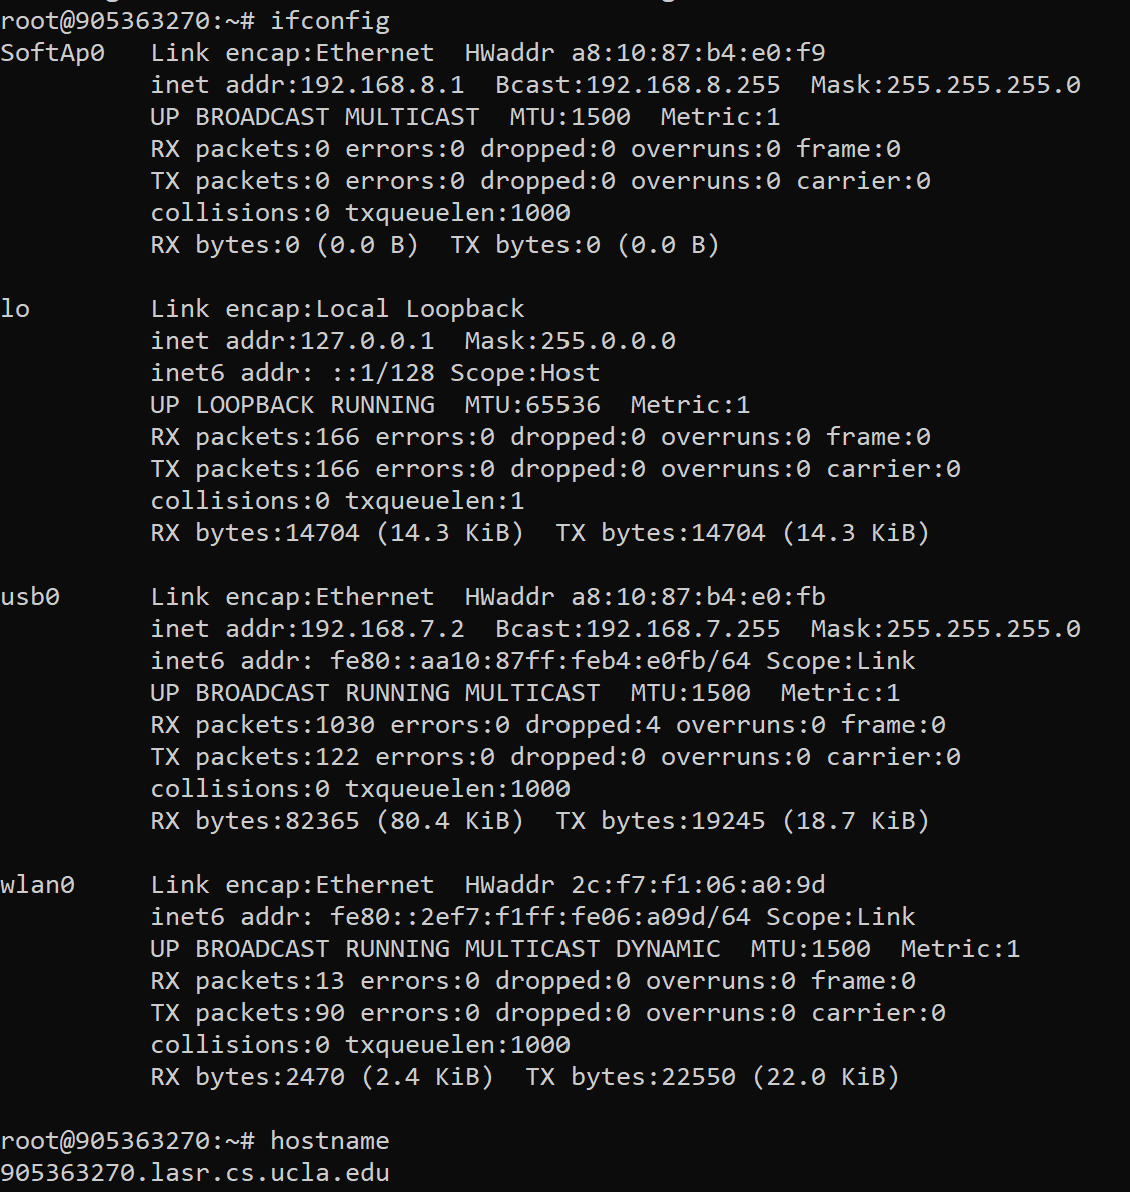 root@905363270:~# ifconfig
SoftAp0   Link encap:Ethernet  HWaddr a8:10:87:b4:e0:f9
          inet addr:192.168.8.1  Bcast:192.168.8.255  Mask:255.255.255.0
          UP BROADCAST MULTICAST  MTU:1500  Metric:1
          RX packets:0 errors:0 dropped:0 overruns:0 frame:0
          TX packets:0 errors:0 dropped:0 overruns:0 carrier:0
          collisions:0 txqueuelen:1000
          RX bytes:0 (0.0 B)  TX bytes:0 (0.0 B)

lo        Link encap:Local Loopback
          inet addr:127.0.0.1  Mask:255.0.0.0
          inet6 addr: ::1/128 Scope:Host
          UP LOOPBACK RUNNING  MTU:65536  Metric:1
          RX packets:166 errors:0 dropped:0 overruns:0 frame:0
          TX packets:166 errors:0 dropped:0 overruns:0 carrier:0
          collisions:0 txqueuelen:1
          RX bytes:14704 (14.3 KiB)  TX bytes:14704 (14.3 KiB)

usb0      Link encap:Ethernet  HWaddr a8:10:87:b4:e0:fb
          inet addr:192.168.7.2  Bcast:192.168.7.255  Mask:255.255.255.0
          inet6 addr: fe80::aa10:87ff:feb4:e0fb/64 Scope:Link
          UP BROADCAST RUNNING MULTICAST  MTU:1500  Metric:1
          RX packets:1030 errors:0 dropped:4 overruns:0 frame:0
          TX packets:122 errors:0 dropped:0 overruns:0 carrier:0
          collisions:0 txqueuelen:1000
          RX bytes:82365 (80.4 KiB)  TX bytes:19245 (18.7 KiB)

wlan0     Link encap:Ethernet  HWaddr 2c:f7:f1:06:a0:9d
          inet6 addr: fe80::2ef7:f1ff:fe06:a09d/64 Scope:Link
          UP BROADCAST RUNNING MULTICAST DYNAMIC  MTU:1500  Metric:1
          RX packets:13 errors:0 dropped:0 overruns:0 frame:0
          TX packets:90 errors:0 dropped:0 overruns:0 carrier:0
          collisions:0 txqueuelen:1000
          RX bytes:2470 (2.4 KiB)  TX bytes:22550 (22.0 KiB)

root@905363270:~# hostname
905363270.lasr.cs.ucla.edu